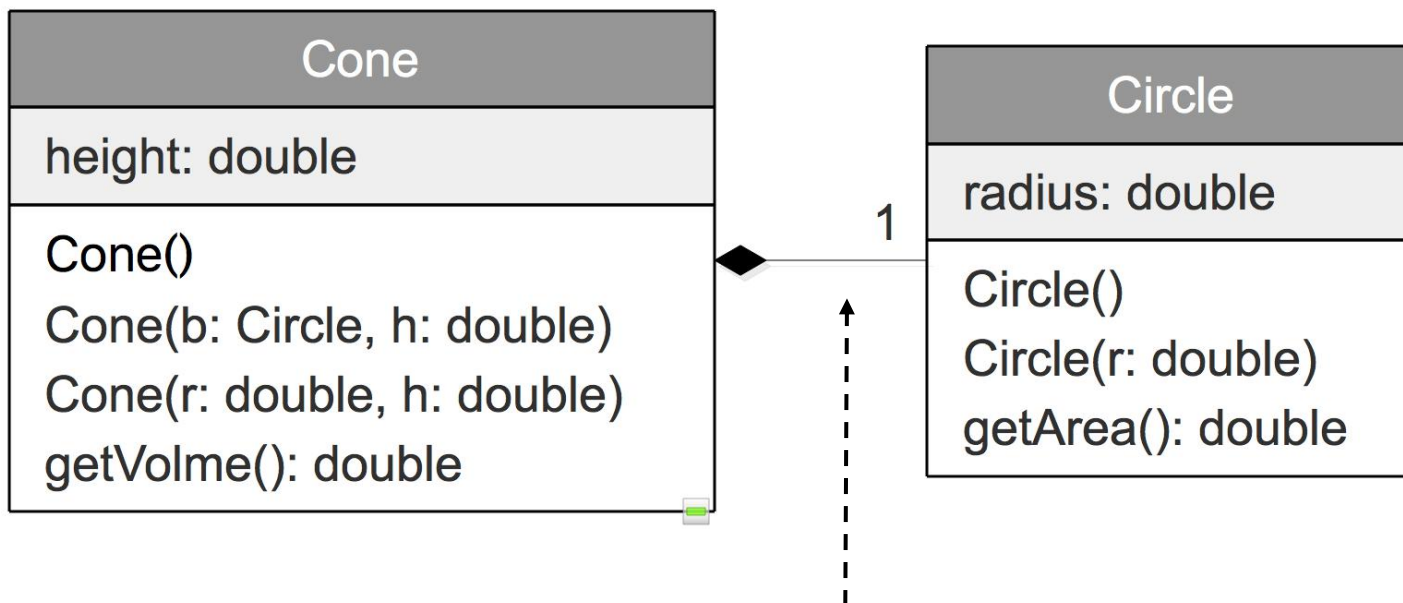 Cone
height: double
Cone()
Cone(b: Circle, h: double)
Cone(r: double, h: double)
getVolme(): double
1
Circle
radius: double
Circle()
Circle(r: double)
getArea(): double